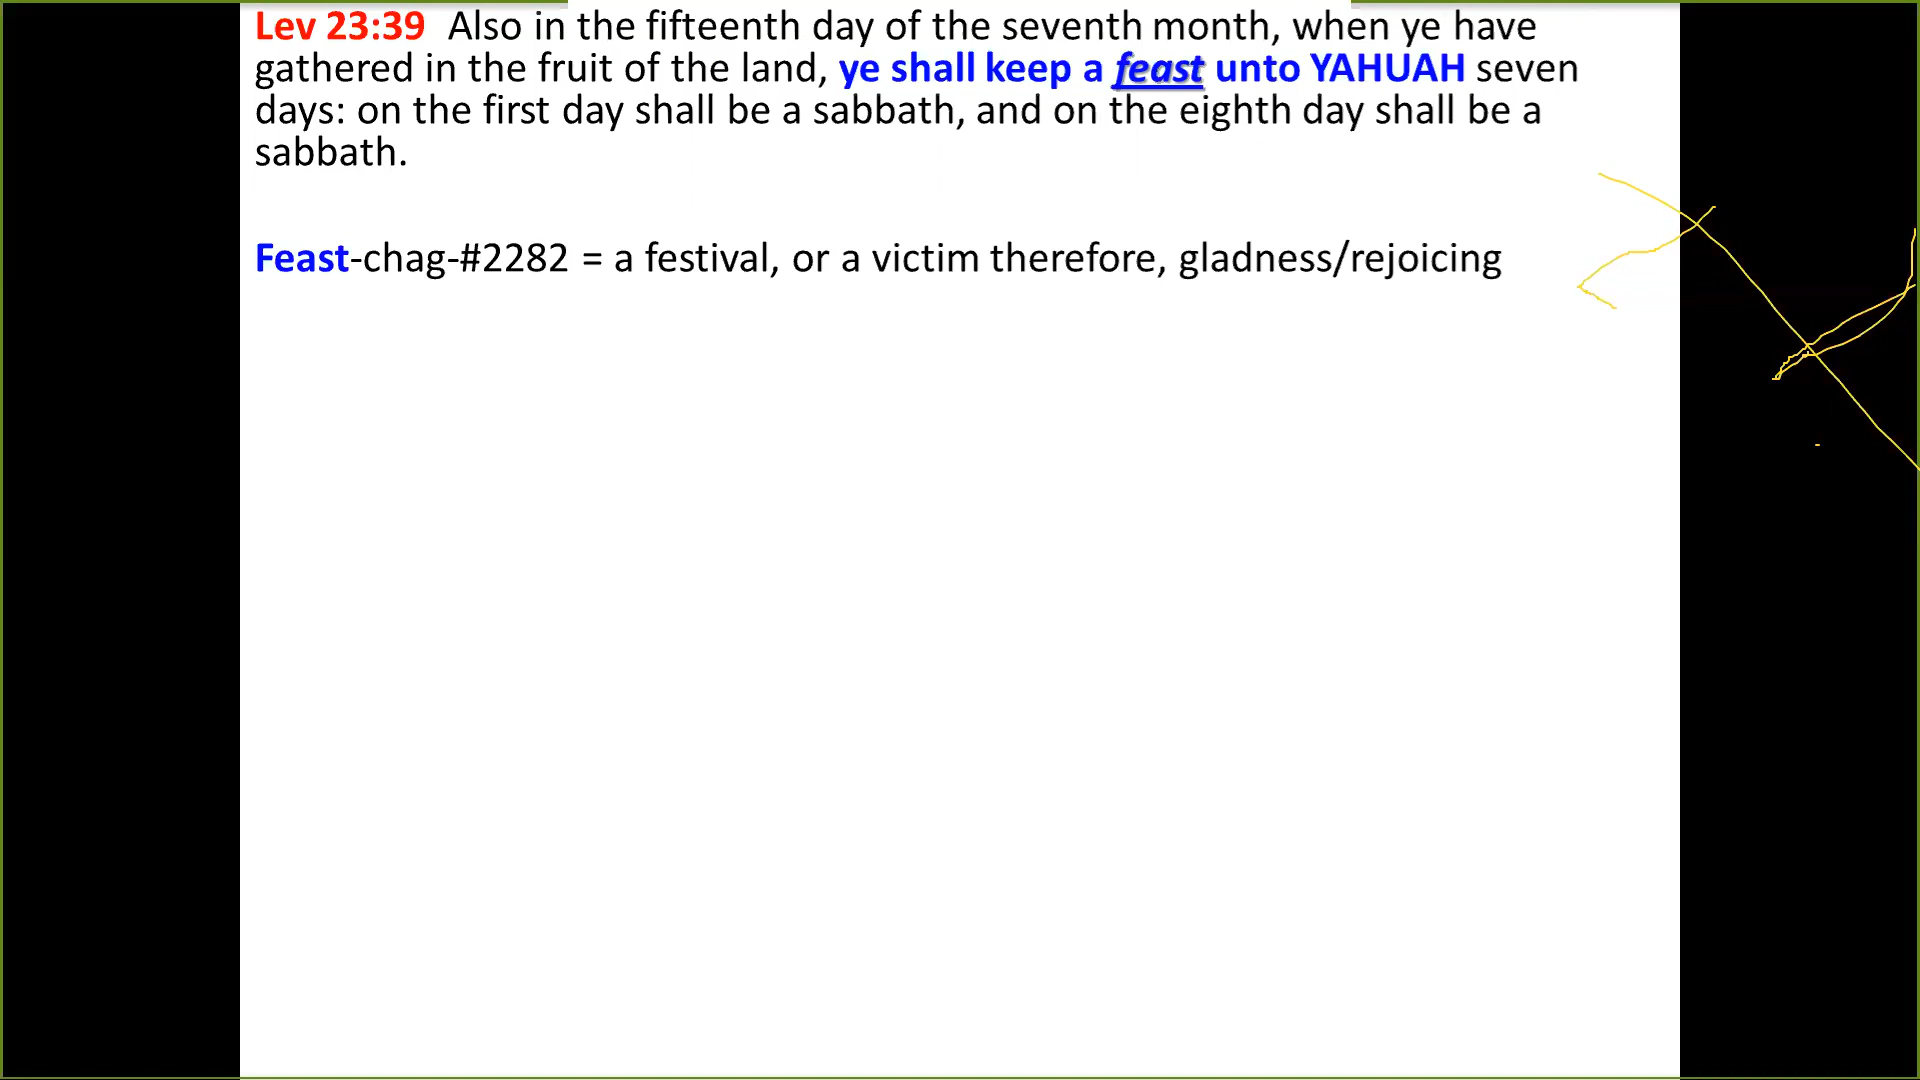 Lev 23:39 Also in the fifteenth day of the seventh month, when ye have
gathered in the fruit of the land, ye shall keep a feast unto YAHUAH seven
days: on the first day shall be a sabbath, and on the eighth day shall be a
sabbath.
Feast-chag-#2282 = a festival, or a victim therefore, gladness/rejoicing